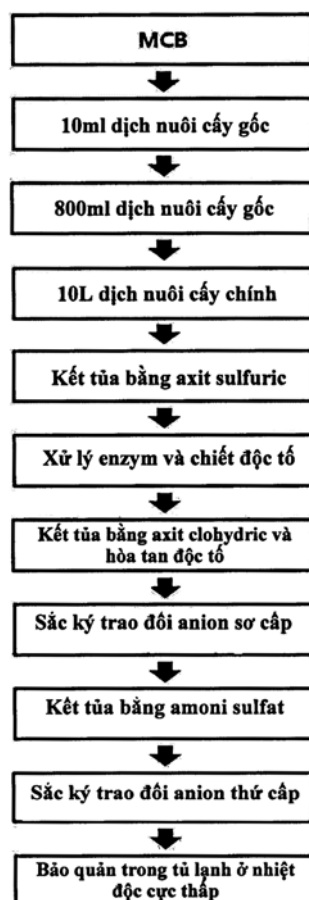 MCB
10ml dịch nuôi cấy gốc
800ml dịch nuôi cấy gốc
10L dịch nuôi cấy chính
Kết tủa bằng axit sulfuric
Xử lý enzym và chiết độc tố
Kết tủa bằng axit clohydric và
hòa tan độc tố
Sắc ký trao đổi anion sơ cấp
Kết tủa bằng amoni sulfat
Sắc ký trao đổi anion thứ cấp
Bảo quản trong tủ lạnh ở nhiệt
độc cực thấp